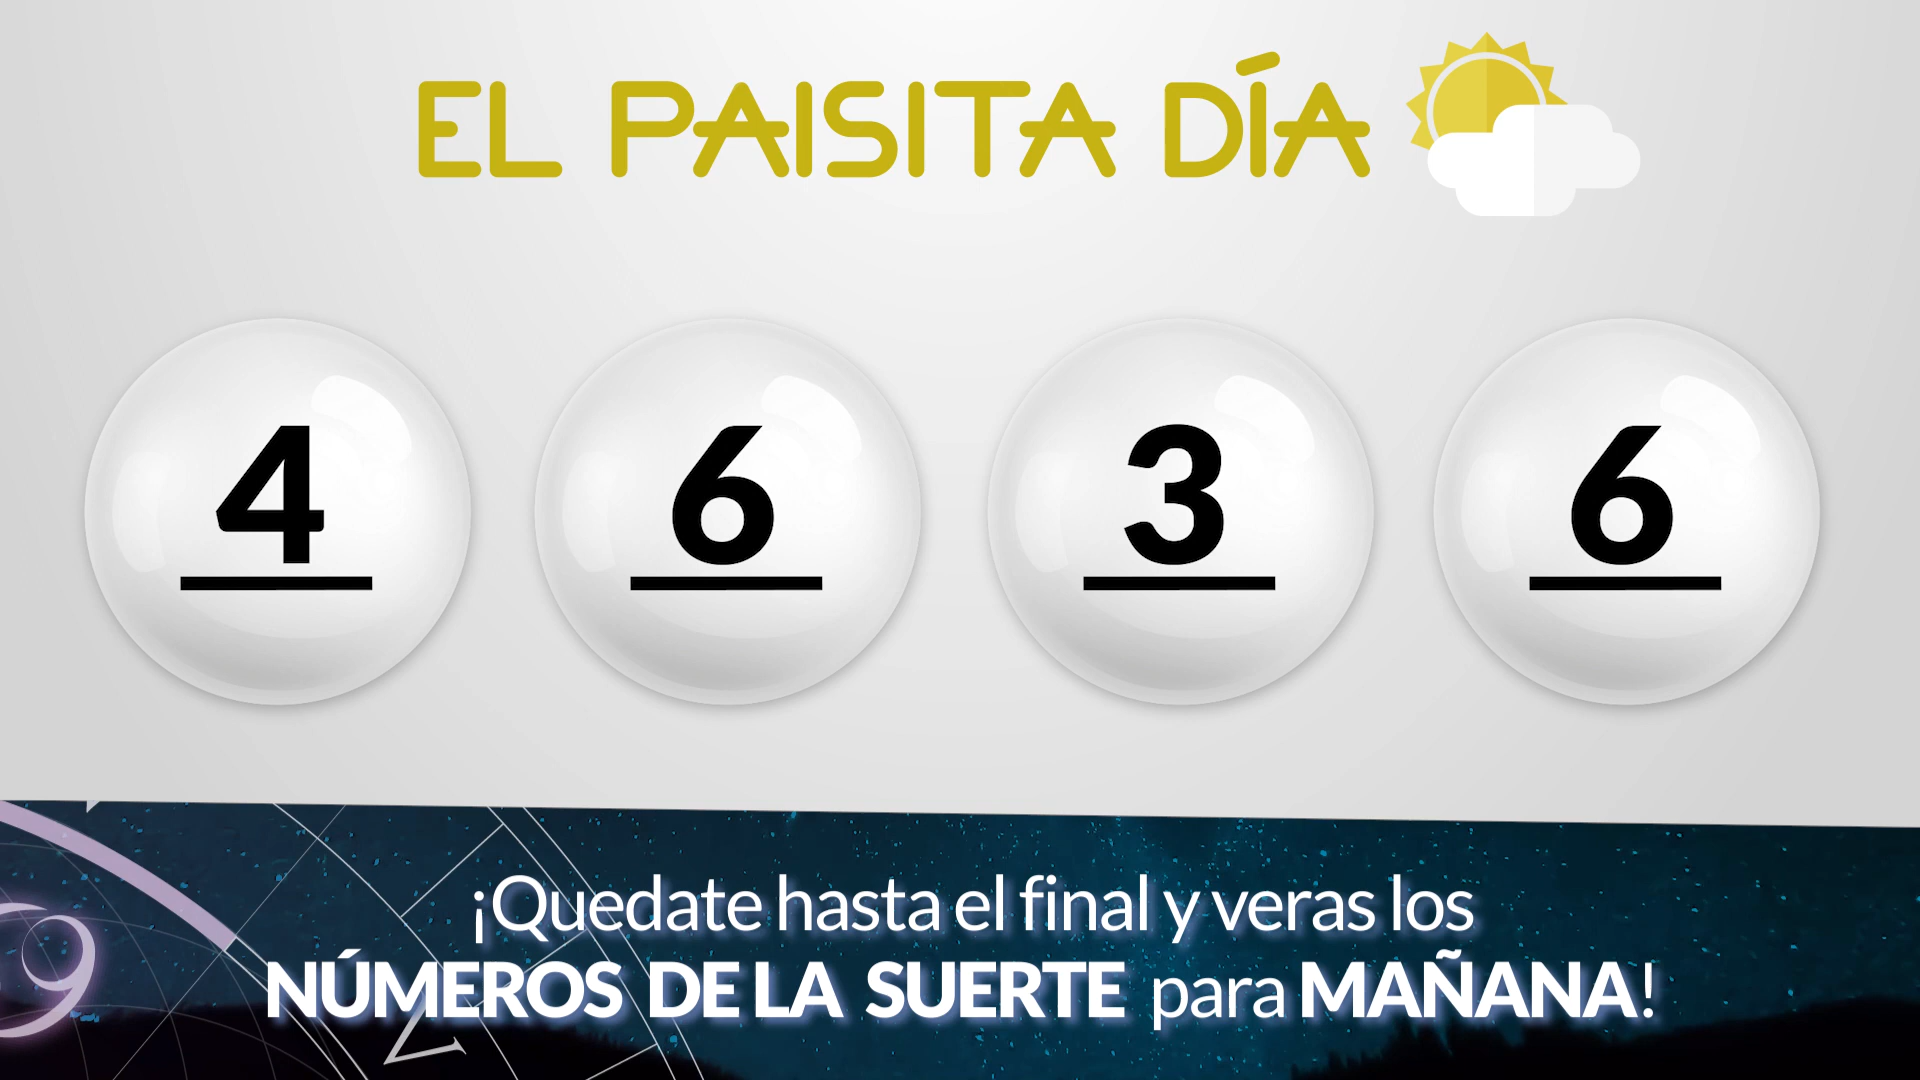 EL PAISITA DÍA
4 6 3 6
¡Quedate hasta el final y veras los
NÚMEROS DE LA SUERTE para MAÑANA!